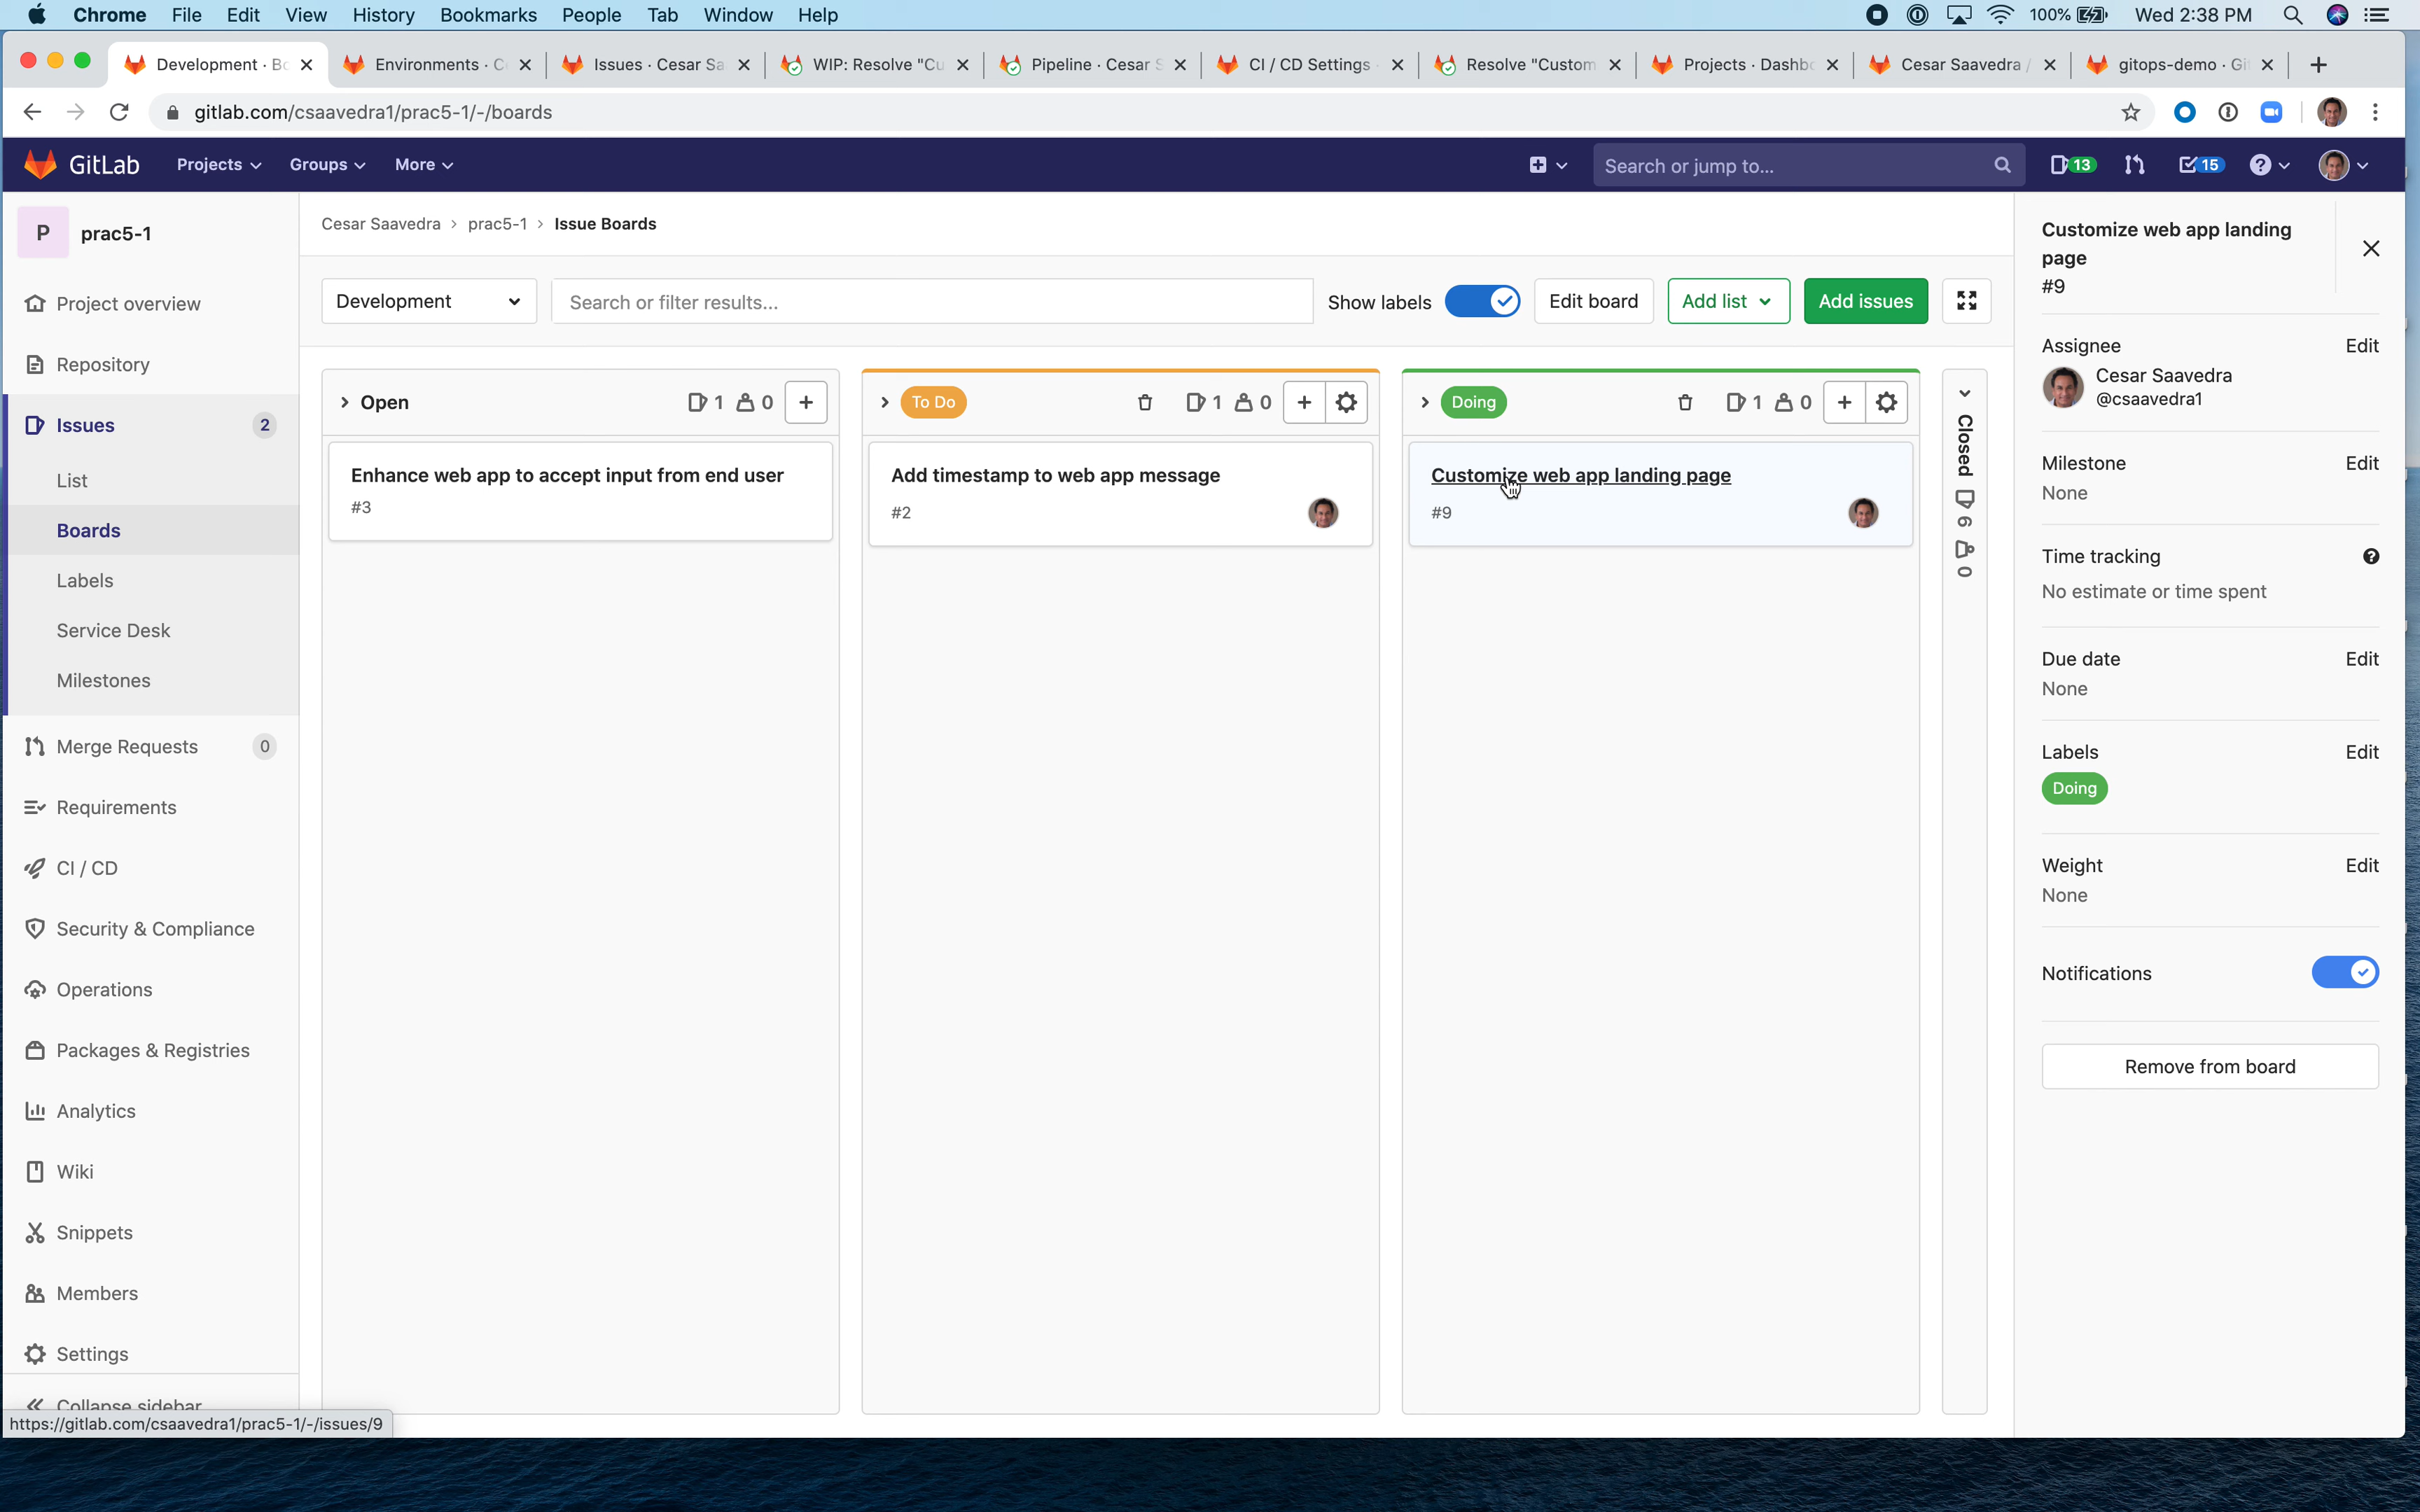 Chrome File Edit View History Bookmarks People Tab Window Help 100% Wed 2:38 PM
Development · Bo Environments · C Issues · Cesar Sa WIP: Resolve "Cu Pipeline · Cesar S CI / CD Settings · Resolve "Custom Projects · Dashbo Cesar Saavedra / gitops-demo · Git
gitlab.com/csaavedra1/prac5-1/-/boards
GitLab Projects Groups More Search or jump to... 13 15
P prac5-1
Project overview
Repository
Issues 2
List
Boards
Labels
Service Desk
Milestones
Merge Requests 0
Requirements
CI / CD
Security & Compliance
Operations
Packages & Registries
Analytics
Wiki
Snippets
Members
Settings
Collapse sidebar
https://gitlab.com/csaavedra1/prac5-1/-/issues/9
Cesar Saavedra > prac5-1 > Issue Boards
Development Search or filter results... Show labels Edit board Add list Add issues
Open 1 0 +
Enhance web app to accept input from end user
#3
To Do 1 0 +
Add timestamp to web app message
#2
Doing 1 0 +
Customize web app landing page
#9
Closed 6 0
Customize web app landing
page
#9
Assignee Edit
Cesar Saavedra
@csaavedra1
Milestone Edit
None
Time tracking
No estimate or time spent
Due date Edit
None
Labels Edit
Doing
Weight Edit
None
Notifications
Remove from board